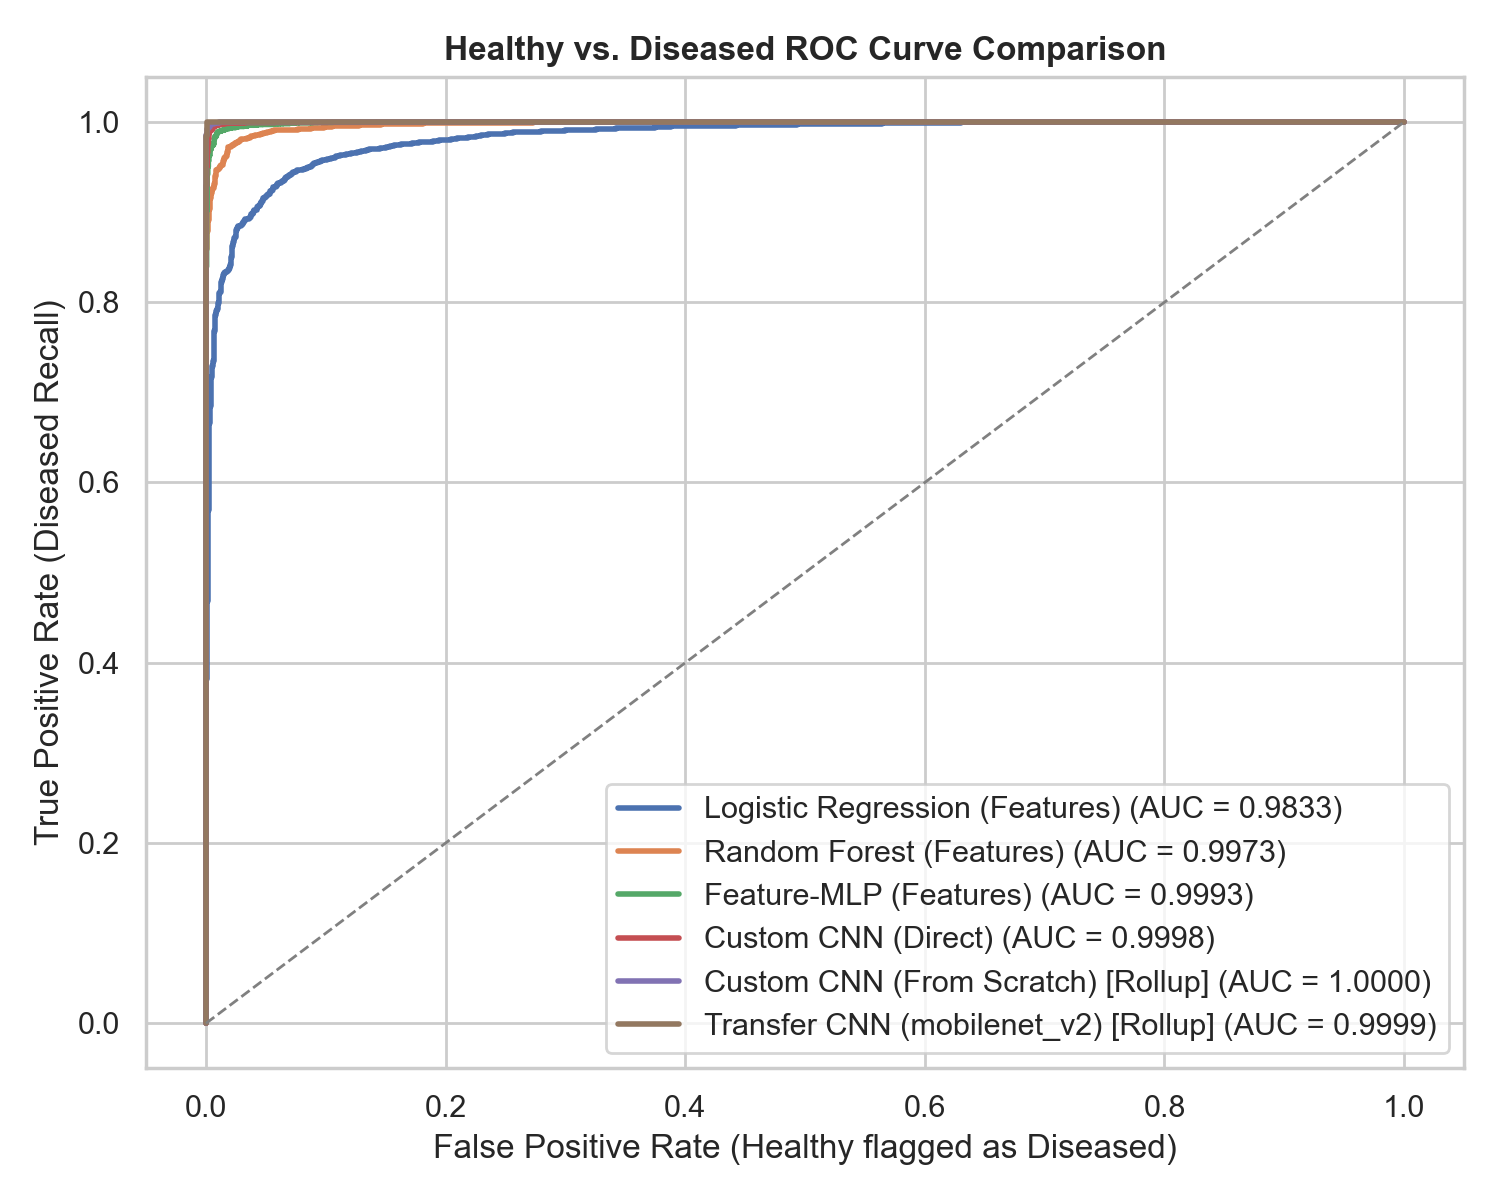 Healthy vs. Diseased ROC Curve Comparison
True Positive Rate (Diseased Recall)
1.0
0.8
0.6
0.4
0.2
0.0
Logistic Regression (Features) (AUC = 0.9833)
Random Forest (Features) (AUC = 0.9973)
Feature-MLP (Features) (AUC = 0.9993)
Custom CNN (Direct) (AUC = 0.9998)
Custom CNN (From Scratch) [Rollup] (AUC = 1.0000)
Transfer CNN (mobilenet_v2) [Rollup] (AUC = 0.9999)
0.0 0.2 0.4 0.6 0.8 1.0
False Positive Rate (Healthy flagged as Diseased)